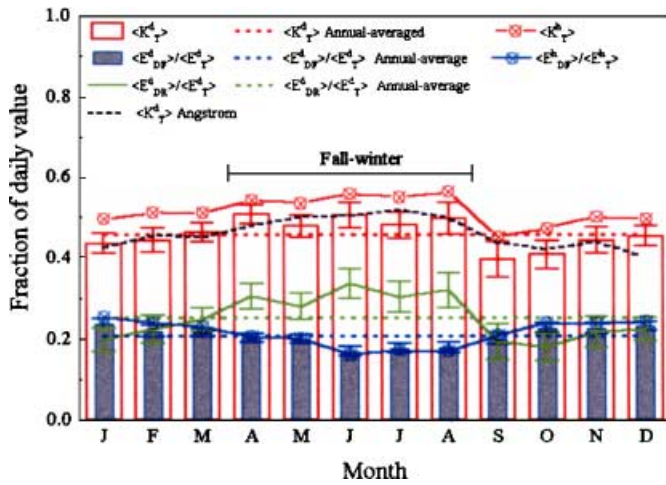 1.0
0.8
0.6
0.4
0.2
0.0
Fraction of daily value
<K^d_T> <K^d_T> Annual-averaged <K^h_T>
<E^d_DF>/<E^d_T> <E^d_DF>/<E^d_T> Annual-average <E^h_DF>/<E^h_T>
<E^d_DR>/<E^d_T> <E^d_DR>/<E^d_T> Annual-average
<K^d_T> Angstrom
Fall-winter
J F M A M J J A S O N D
Month